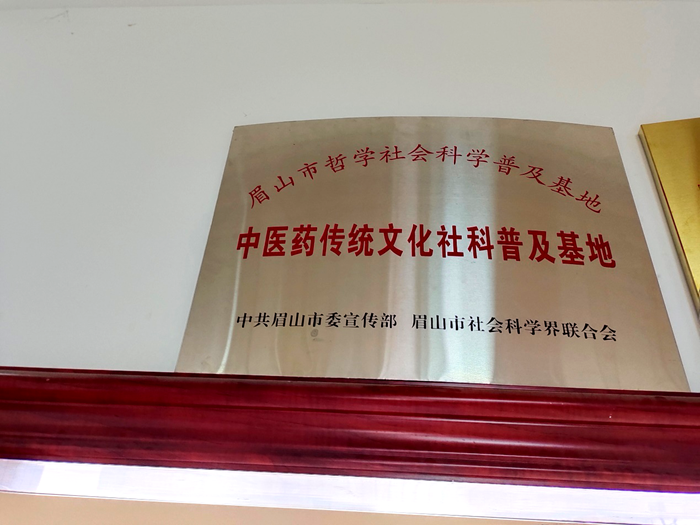 眉山市哲学社会科学普及基地
中医药传统文化社科普及基地
中共眉山市委宣传部 眉山市社会科学界联合会